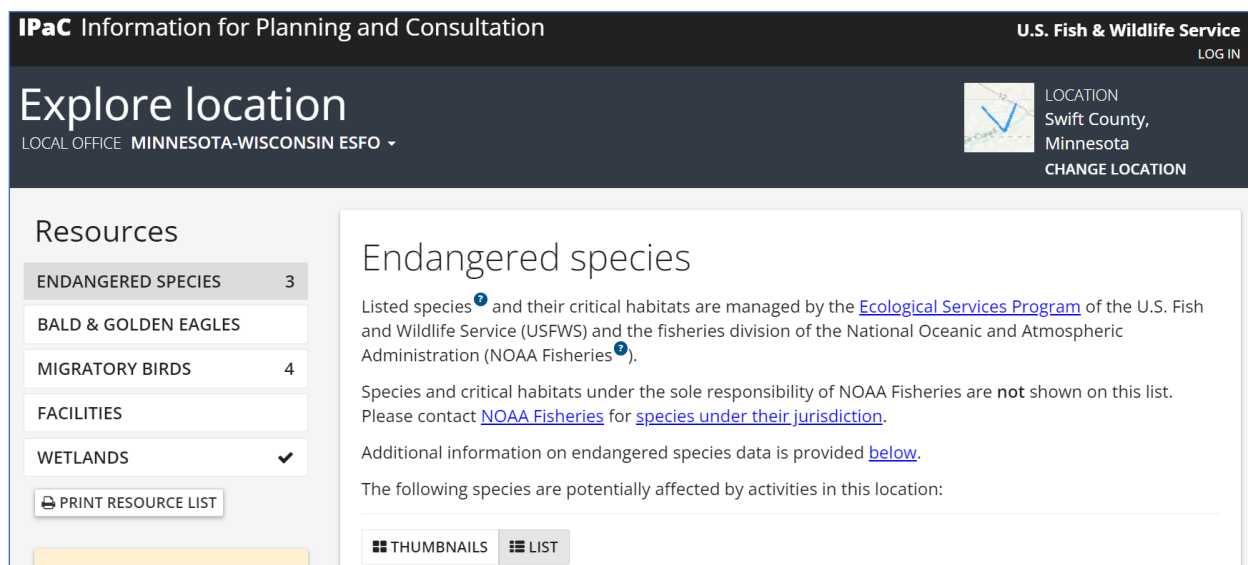 IPaC Information for Planning and Consultation
U.S. Fish & Wildlife Service
LOG IN
Explore location
LOCAL OFFICE MINNESOTA-WISCONSIN ESFO
LOCATION
Swift County,
Minnesota
CHANGE LOCATION
Resources
ENDANGERED SPECIES 3
BALD & GOLDEN EAGLES
MIGRATORY BIRDS 4
FACILITIES
WETLANDS ✔
PRINT RESOURCE LIST
Endangered species
Listed species ? and their critical habitats are managed by the Ecological Services Program of the U.S. Fish
and Wildlife Service (USFWS) and the fisheries division of the National Oceanic and Atmospheric
Administration (NOAA Fisheries ?).
Species and critical habitats under the sole responsibility of NOAA Fisheries are not shown on this list.
Please contact NOAA Fisheries for species under their jurisdiction.
Additional information on endangered species data is provided below.
The following species are potentially affected by activities in this location:
THUMBNAILS LIST